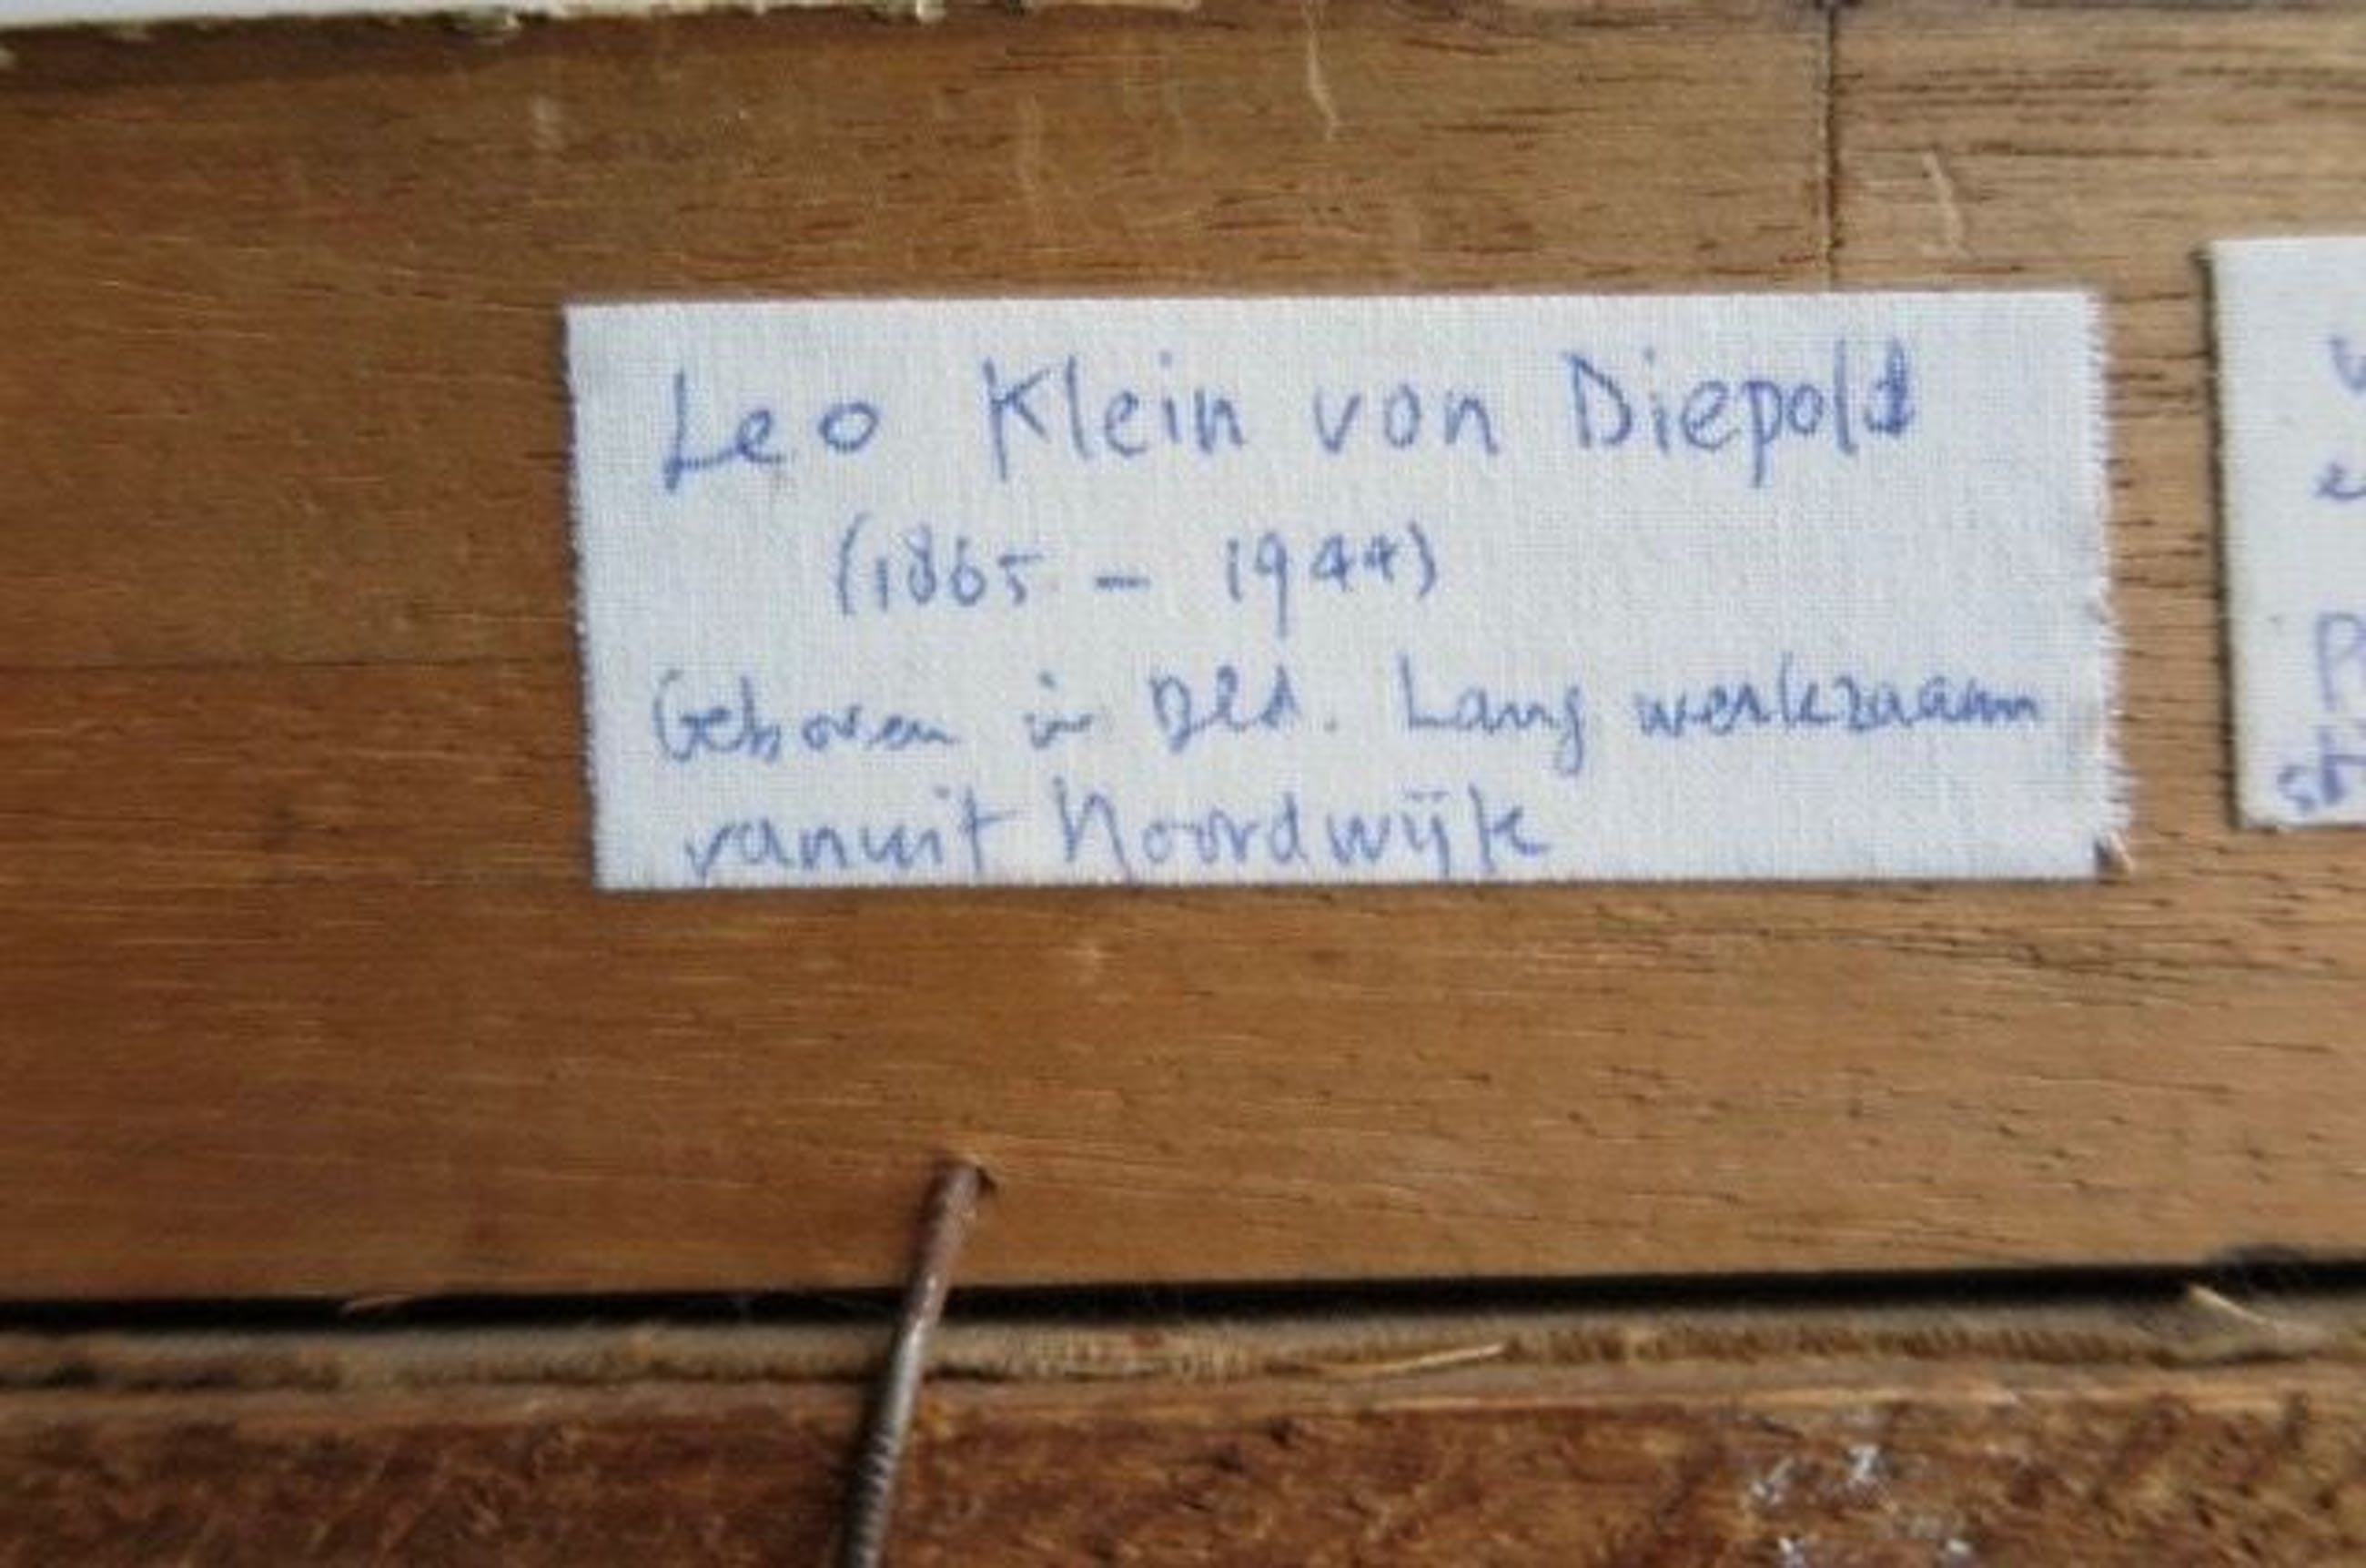 Leo Klein von Diepold
(1865 - 1944)
Geboren in Dld. Lang werkzaam
vanuit Noordwijk